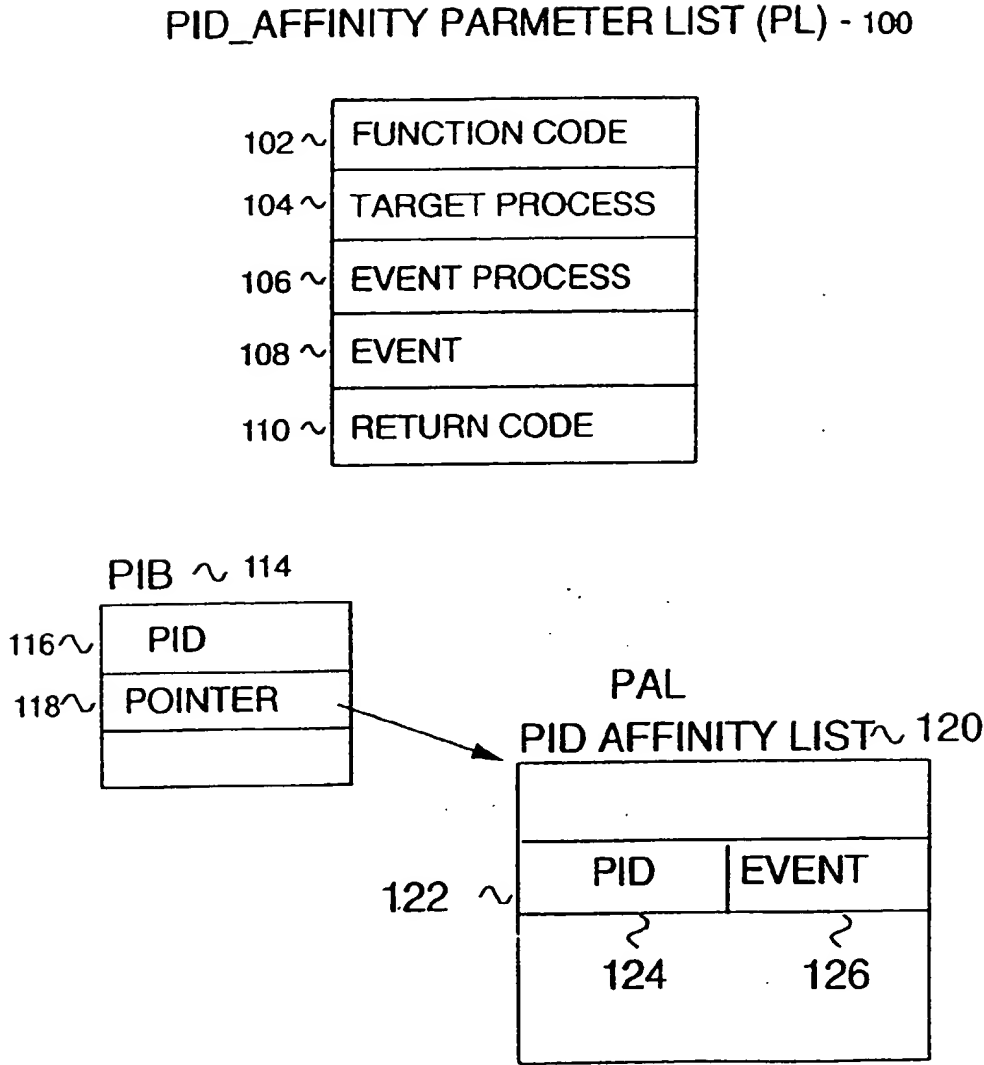 PID_AFFINITY PARMETER LIST (PL) - 100
102 ~ FUNCTION CODE
104 ~ TARGET PROCESS
106 ~ EVENT PROCESS
108 ~ EVENT
110 ~ RETURN CODE
PIB ~ 114
116 ~ PID
118 ~ POINTER
PAL
PID AFFINITY LIST ~ 120
122 ~ PID EVENT
124 126